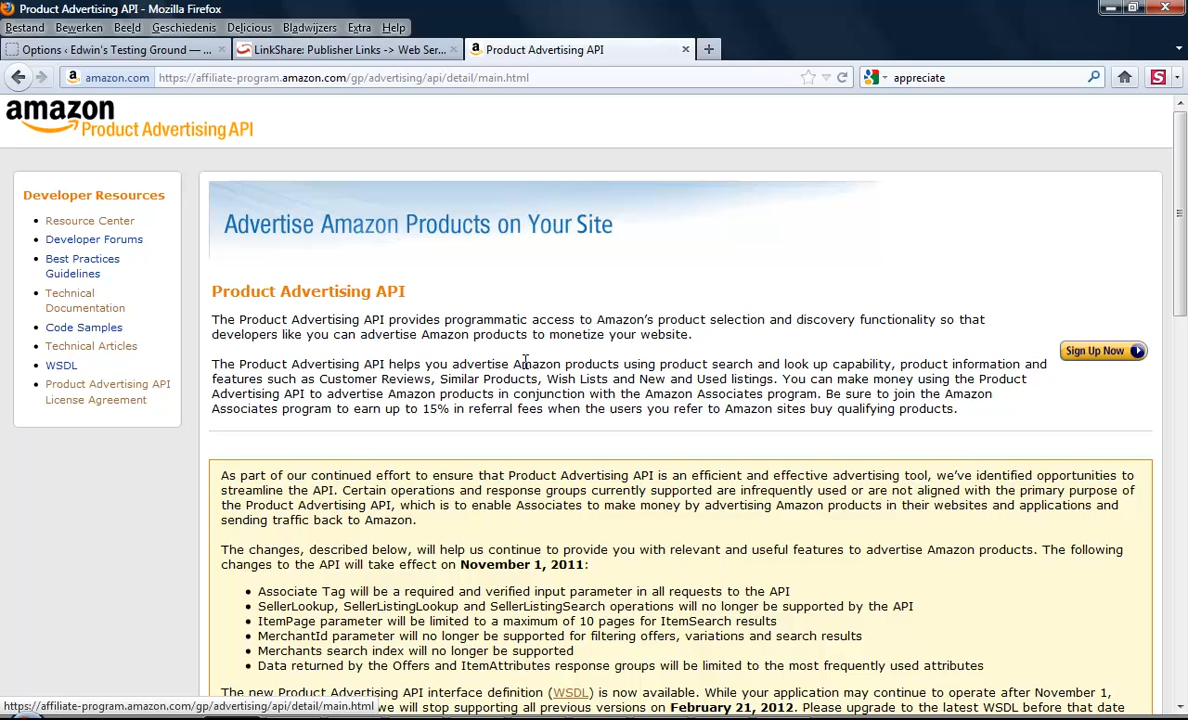 Product Advertising API - Mozilla Firefox
Bestand Bewerken Beeld Geschiedenis Delicious Bladwijzers Extra Help
Options ‹ Edwin's Testing Ground — ...
LinkShare: Publisher Links -> Web Ser...
Product Advertising API
amazon.com
https://affiliate-program.amazon.com/gp/advertising/api/detail/main.html
appreciate
amazon
Product Advertising API
Developer Resources
Resource Center
Developer Forums
Best Practices
Guidelines
Technical
Documentation
Code Samples
Technical Articles
WSDL
Product Advertising API
License Agreement
Advertise Amazon Products on Your Site
Product Advertising API
The Product Advertising API provides programmatic access to Amazon's product selection and discovery functionality so that
developers like you can advertise Amazon products to monetize your website.
The Product Advertising API helps you advertise Amazon products using product search and look up capability, product information and
features such as Customer Reviews, Similar Products, Wish Lists and New and Used listings. You can make money using the Product
Advertising API to advertise Amazon products in conjunction with the Amazon Associates program. Be sure to join the Amazon
Associates program to earn up to 15% in referral fees when the users you refer to Amazon sites buy qualifying products.
Sign Up Now
As part of our continued effort to ensure that Product Advertising API is an efficient and effective advertising tool, we've identified opportunities to
streamline the API. Certain operations and response groups currently supported are infrequently used or are not aligned with the primary purpose of
the Product Advertising API, which is to enable Associates to make money by advertising Amazon products in their websites and applications and
sending traffic back to Amazon.
The changes, described below, will help us continue to provide you with relevant and useful features to advertise Amazon products. The following
changes to the API will take effect on November 1, 2011:
Associate Tag will be a required and verified input parameter in all requests to the API
SellerLookup, SellerListingLookup and SellerListingSearch operations will no longer be supported by the API
ItemPage parameter will be limited to a maximum of 10 pages for ItemSearch results
MerchantId parameter will no longer be supported for filtering offers, variations and search results
Merchants search index will no longer be supported
Data returned by the Offers and ItemAttributes response groups will be limited to the most frequently used attributes
The new Product Advertising API interface definition (WSDL) is now available. While your application may continue to operate after November 1,
we will stop supporting all previous versions on February 21, 2012. Please upgrade to the latest WSDL before that date
https://affiliate-program.amazon.com/gp/advertising/api/detail/main.html